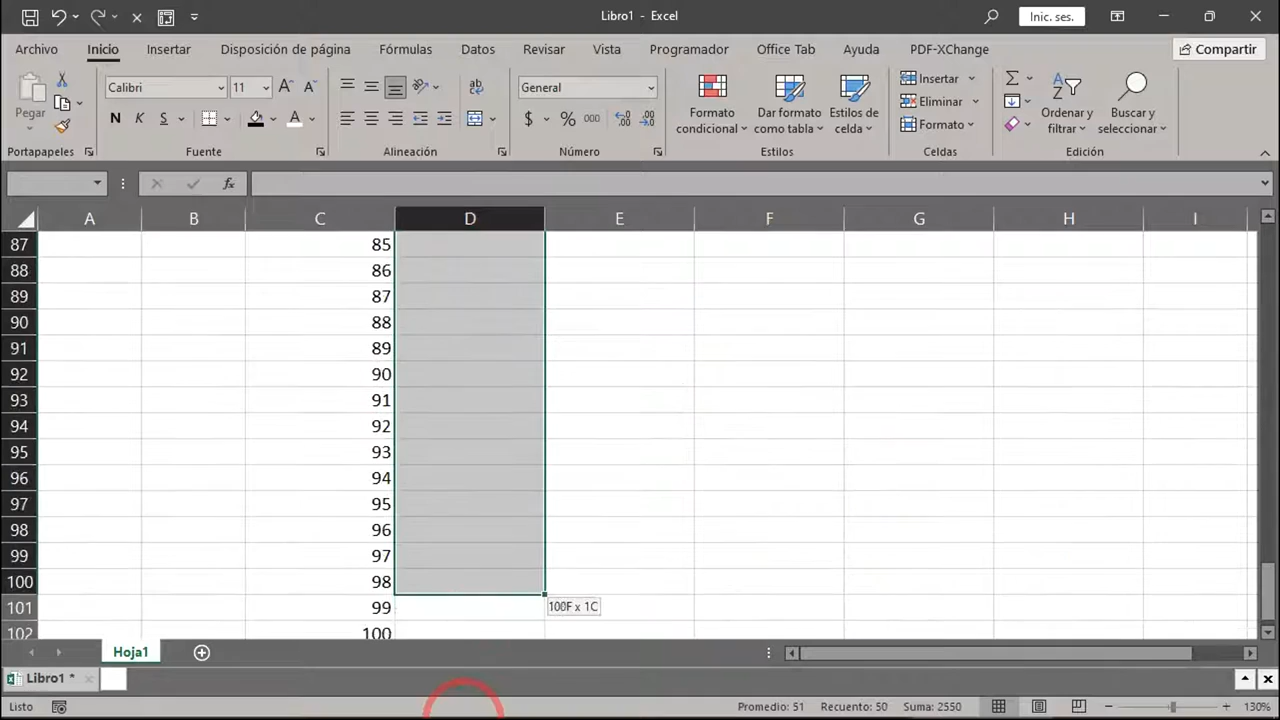 Libro1 - Excel
Inic. ses.
Archivo Inicio Insertar Disposición de página Fórmulas Datos Revisar Vista Programador Office Tab Ayuda PDF-XChange Compartir
Pegar
Calibri 11
N K S A
ab
General
$ % 000
Formato condicional
Dar formato como tabla
Estilos de celda
Insertar
Eliminar
Formato
Ordenar y filtrar
Buscar y seleccionar
Portapapeles Fuente Alineación Número Estilos Celdas Edición
fx
A B C D E F G H I
87 85
88 86
89 87
90 88
91 89
92 90
93 91
94 92
95 93
96 94
97 95
98 96
99 97
100 98
101 99 100F x 1C
102 100
Hoja1
Libro1 *
Listo Promedio: 51 Recuento: 50 Suma: 2550 130%